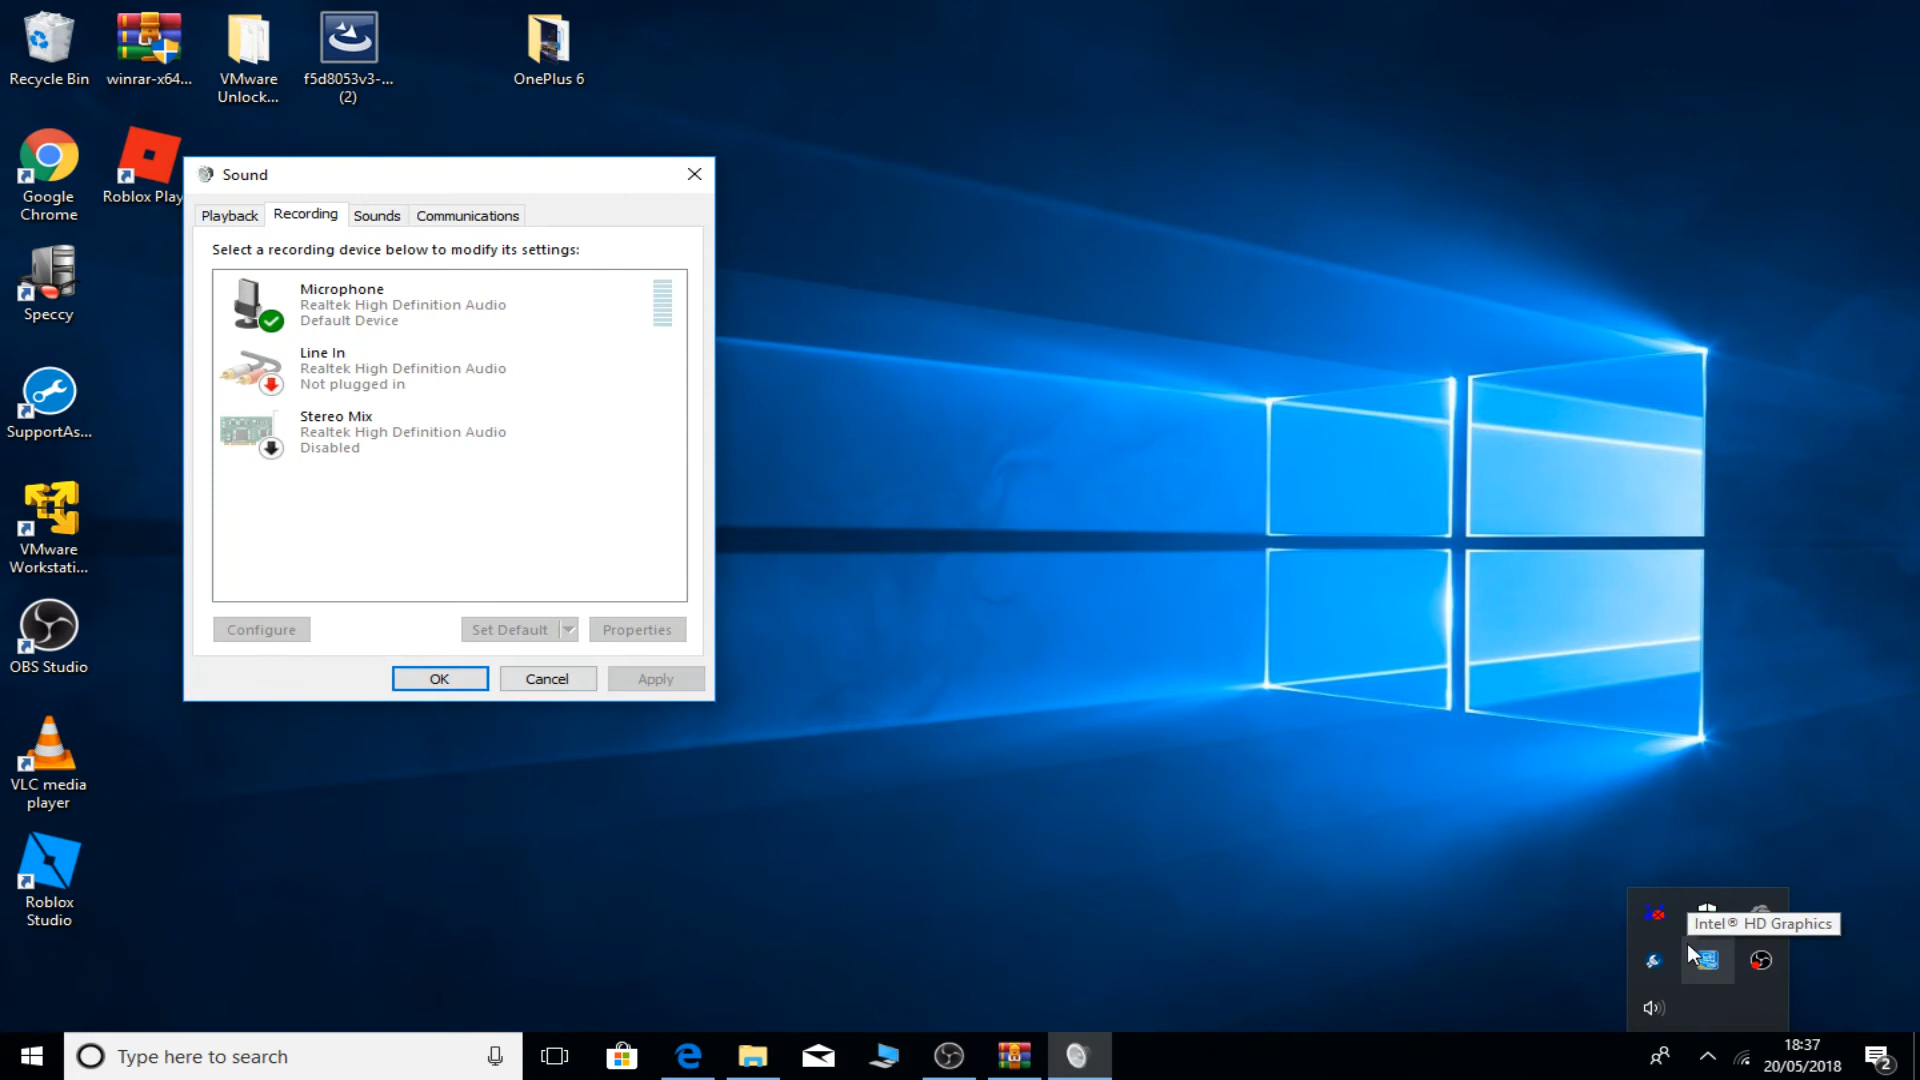 Recycle Bin
winrar-x64...
VMware
Unlock...
f5d8053v3-...
(2)
OnePlus 6
Google
Chrome
Roblox Play
Speccy
SupportAs...
VMware
Workstati...
OBS Studio
VLC media
player
Roblox
Studio
Sound
Playback
Recording
Sounds
Communications
Select a recording device below to modify its settings:
Microphone
Realtek High Definition Audio
Default Device
Line In
Realtek High Definition Audio
Not plugged in
Stereo Mix
Realtek High Definition Audio
Disabled
Configure
Set Default
Properties
OK
Cancel
Apply
Intel® HD Graphics
Type here to search
18:37
20/05/2018
2